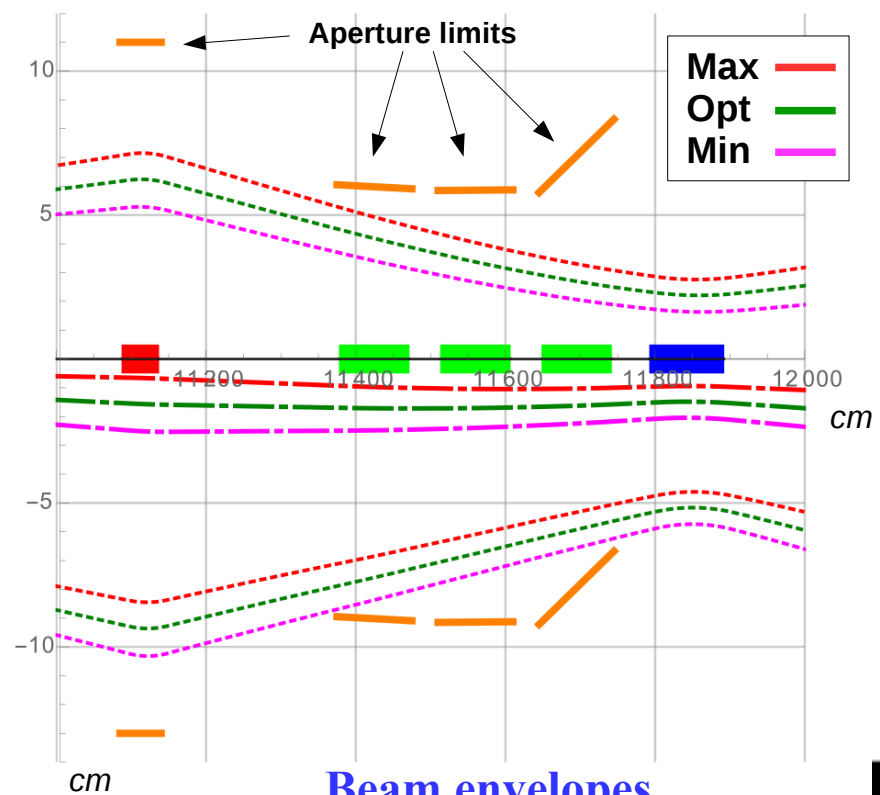 Aperture limits
Max
Opt
Min
10
5
11200
11400
11600
11800
12000
cm
−5
−10
cm
Beam envelopes